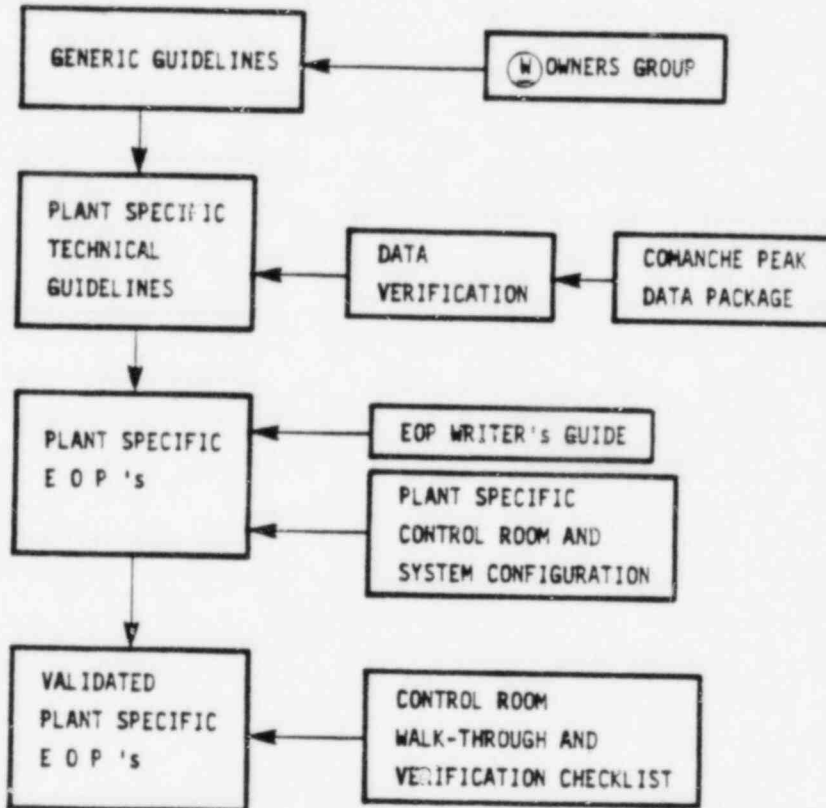 GENERIC GUIDELINES
W OWNERS GROUP
PLANT SPECIFIC
TECHNICAL
GUIDELINES
DATA
VERIFICATION
COMANCHE PEAK
DATA PACKAGE
PLANT SPECIFIC
E O P 's
EOP WRITER's GUIDE
PLANT SPECIFIC
CONTROL ROOM AND
SYSTEM CONFIGURATION
VALIDATED
PLANT SPECIFIC
E O P 's
CONTROL ROOM
WALK-THROUGH AND
VERIFICATION CHECKLIST